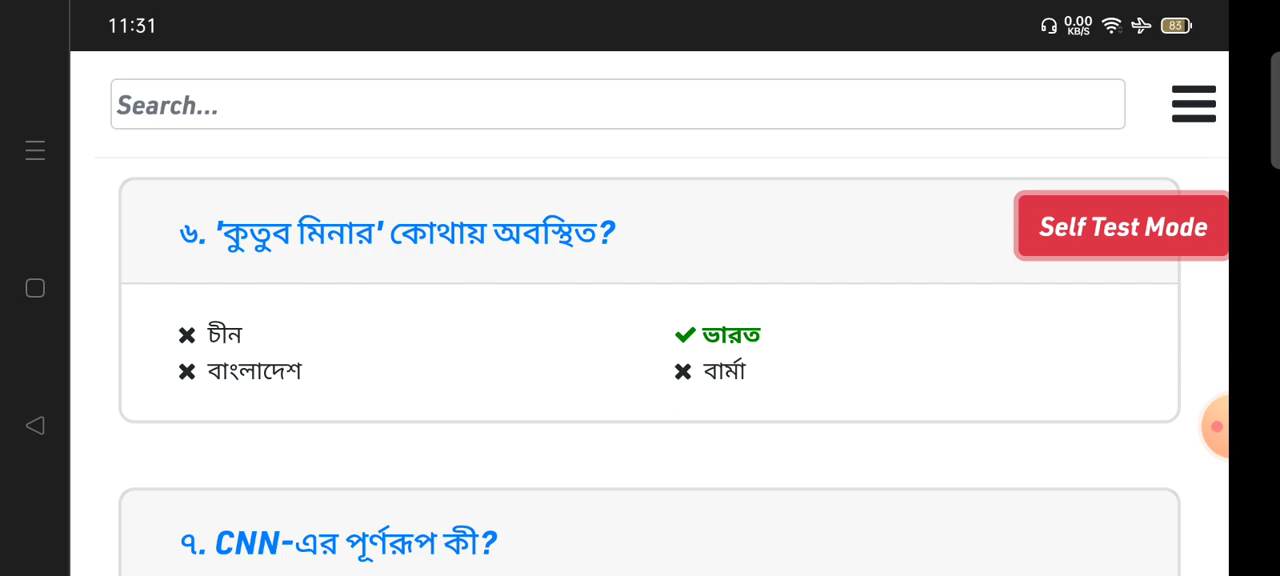 11:31
0.00
KB/S
83
Search...
৬. 'কুতুব মিনার' কোথায় অবস্থিত?
Self Test Mode
চীন
ভারত
বাংলাদেশ
বার্মা
৭. CNN-এর পূর্ণরূপ কী?